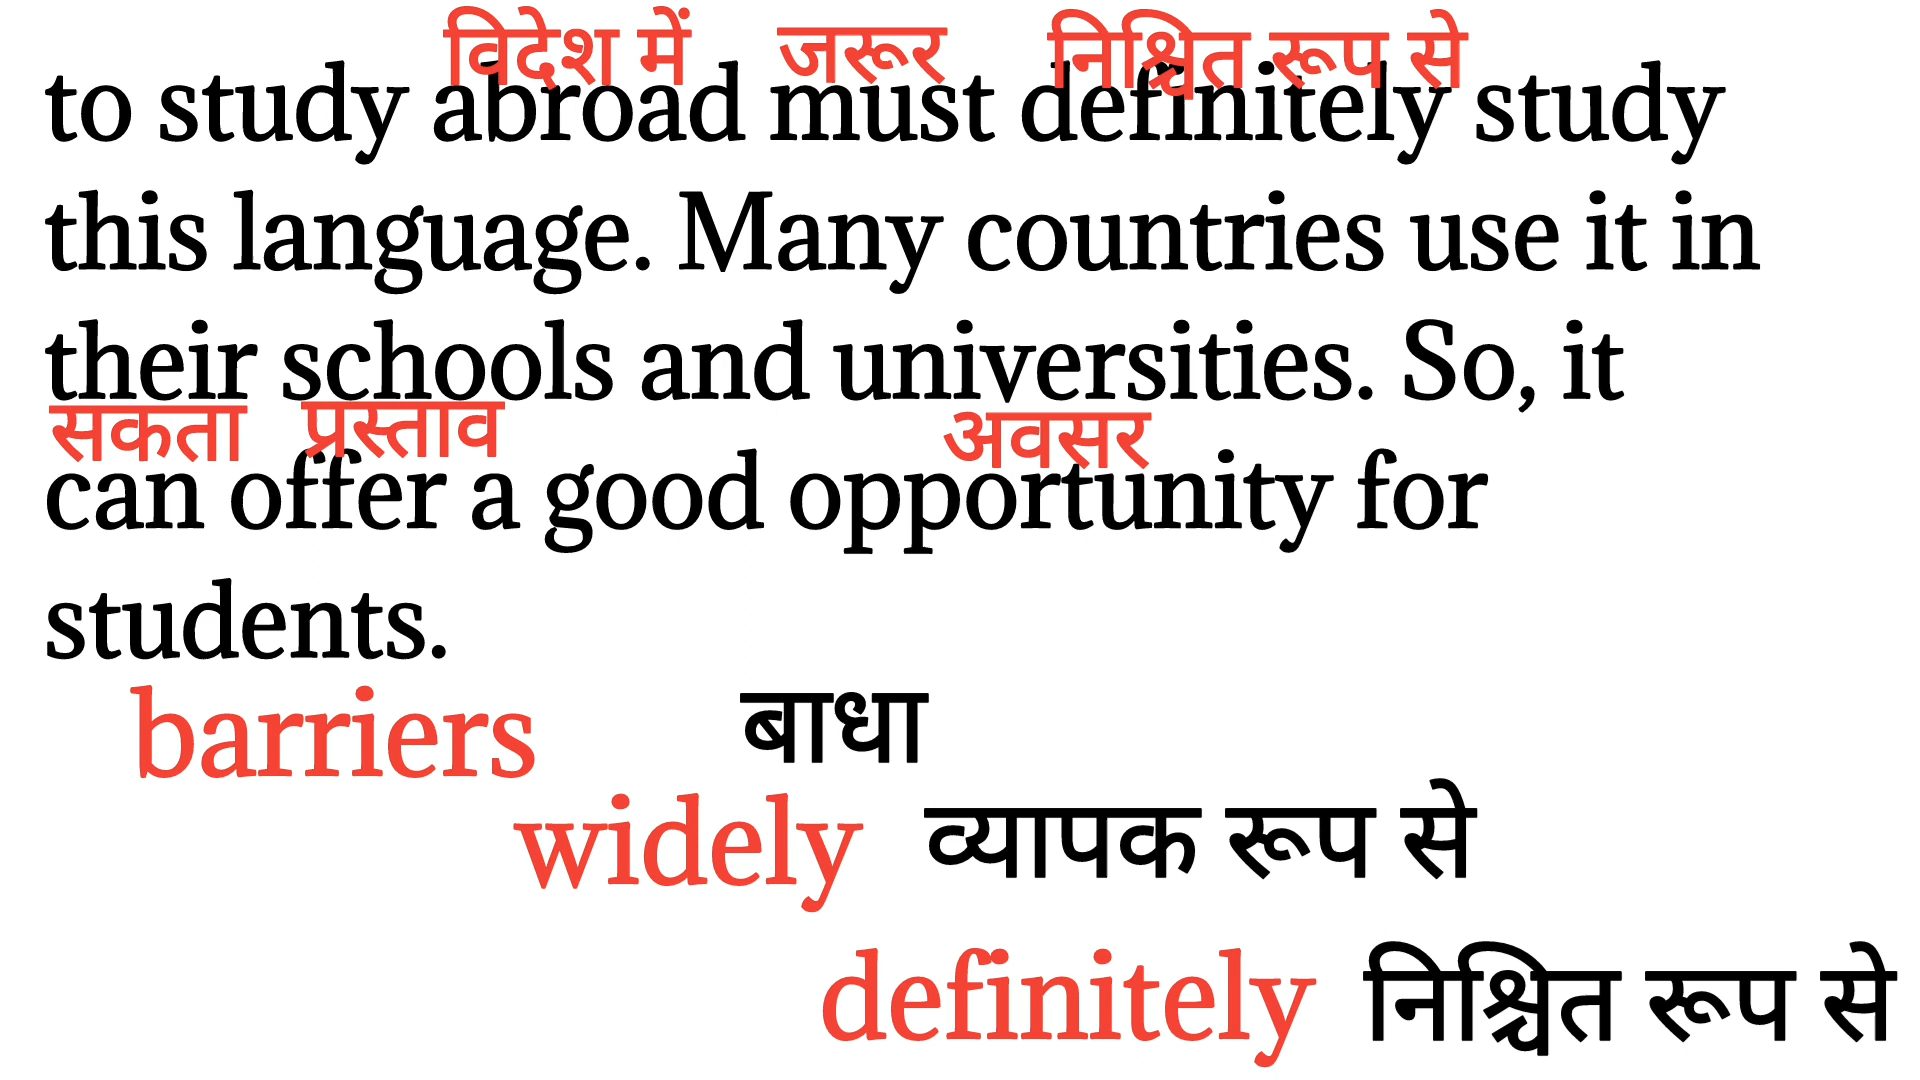 विदेश में जरूर निश्चित रूप से
to study abroad must definitely study
this language. Many countries use it in
their schools and universities. So, it
सकता प्रस्ताव अवसर
can offer a good opportunity for
students.
barriers बाधा
widely व्यापक रूप से
definitely निश्चित रूप से